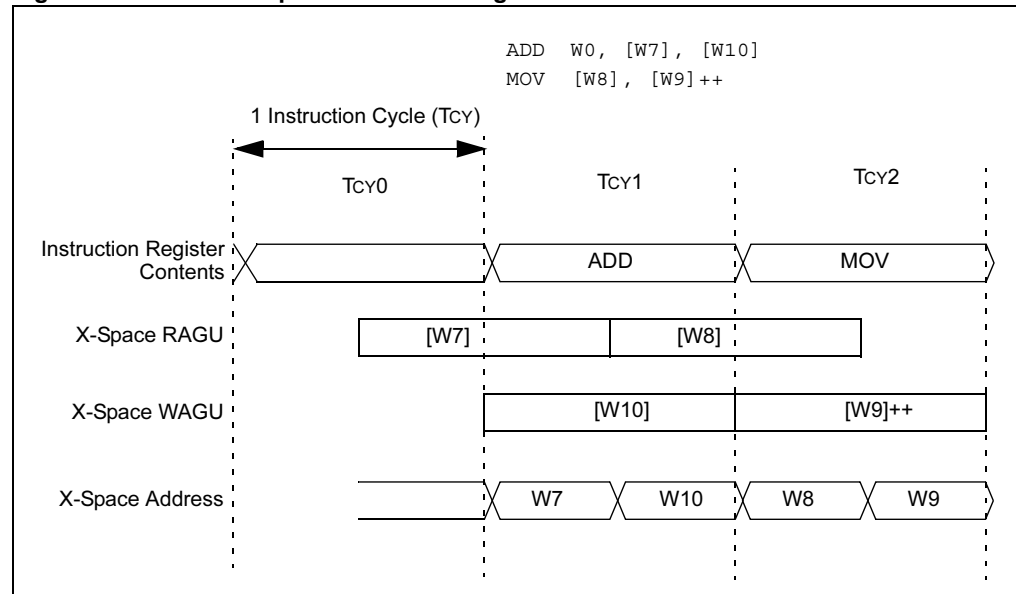 ADD W0, [W7], [W10]
MOV [W8], [W9]++
1 Instruction Cycle (TCY)
TCY0 TCY1 TCY2
Instruction Register
Contents ADD MOV
X-Space RAGU [W7] [W8]
X-Space WAGU [W10] [W9]++
X-Space Address W7 W10 W8 W9